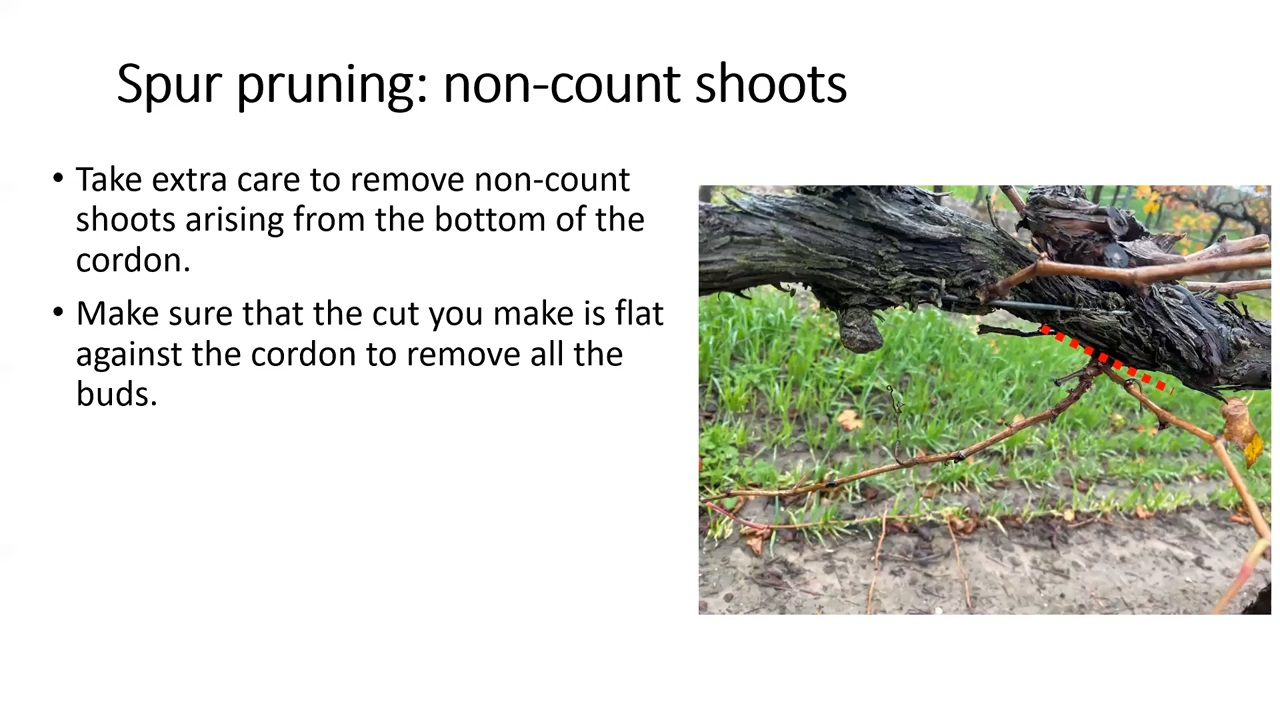 Spur pruning: non-count shoots
• Take extra care to remove non-count
shoots arising from the bottom of the
cordon.
• Make sure that the cut you make is flat
against the cordon to remove all the
buds.